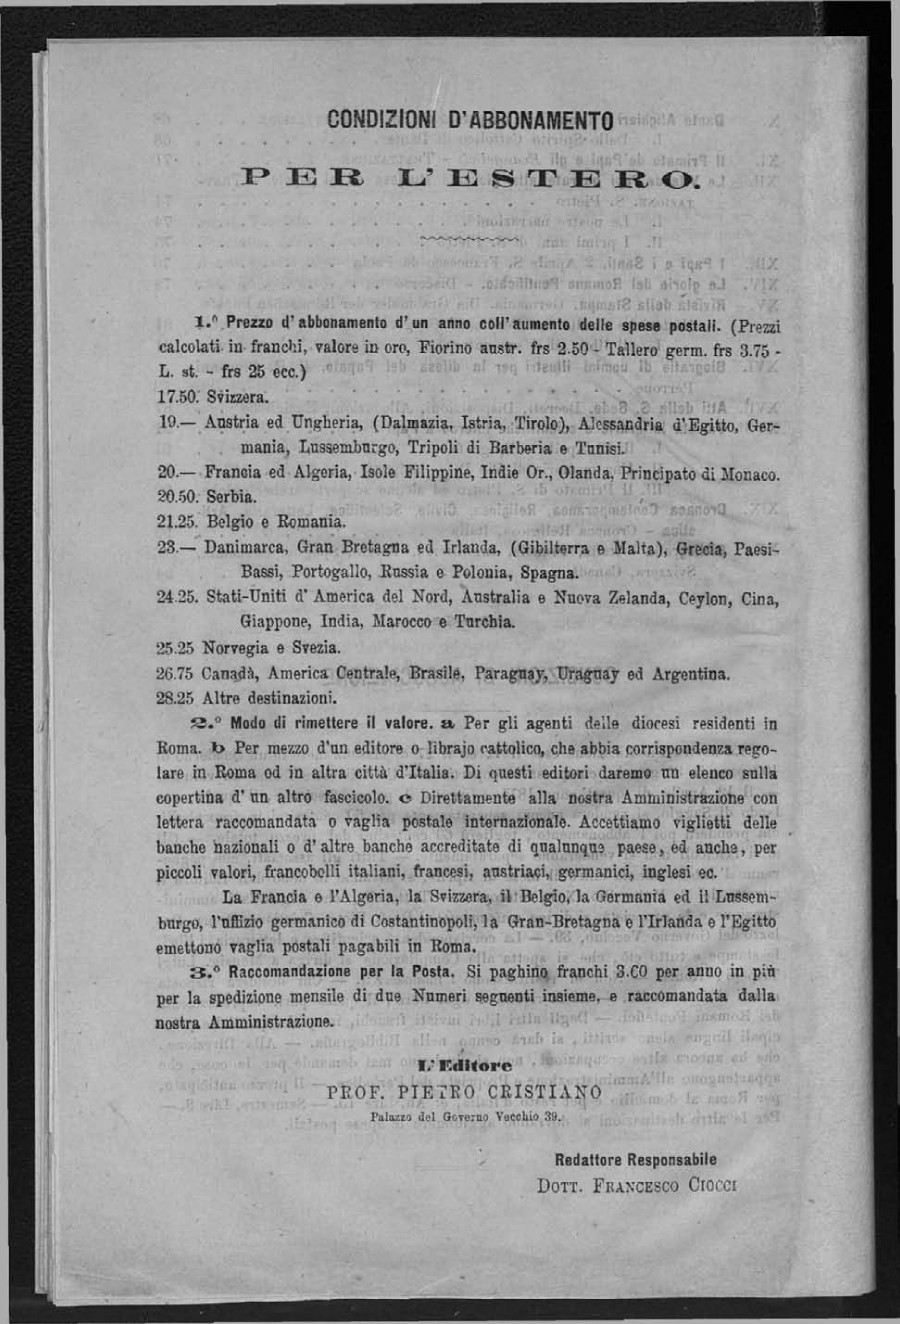 CONDIZIONI D'ABBONAMENTO
PER L'ESTERO.
1.º Prezzo d'abbonamento d'un anno coll'aumento delle spese postali. (Prezzi
calcolati in franchi, valore in oro, Fiorino austr. frs 2.50 - Tallero germ. frs 3.75 -
L. st. - frs 25 ecc.)
17.50. Svizzera.
19.— Austria ed Ungheria, (Dalmazia, Istria, Tirolo), Alessandria d'Egitto, Ger-
mania, Lussemburgo, Tripoli di Barberia e Tunisi.
20.— Francia ed Algeria, Isole Filippine, Indie Or., Olanda, Principato di Monaco.
20.50. Serbia.
21.25. Belgio e Romania.
23.— Danimarca, Gran Bretagna ed Irlanda, (Gibilterra e Malta), Grecia, Paesi-
Bassi, Portogallo, Russia e Polonia, Spagna.
24.25. Stati-Uniti d'America del Nord, Australia e Nuova Zelanda, Ceylon, Cina,
Giappone, India, Marocco e Turchia.
25.25 Norvegia e Svezia.
26.75 Canadà, America Centrale, Brasile, Paraguay, Uraguay ed Argentina.
28.25 Altre destinazioni.
2.º Modo di rimettere il valore. a Per gli agenti delle diocesi residenti in
Roma. b Per mezzo d'un editore o librajo cattolico, che abbia corrispondenza rego-
lare in Roma od in altra città d'Italia. Di questi editori daremo un elenco sulla
copertina d'un altro fascicolo. c Direttamente alla nostra Amministrazione con
lettera raccomandata o vaglia postale internazionale. Accettiamo viglietti delle
banche nazionali o d'altre banche accreditate di qualunque paese, ed anche, per
piccoli valori, francobolli italiani, francesi, austriaci, germanici, inglesi ec.
La Francia e l'Algeria, la Svizzera, il Belgio, la Germania ed il Lussem-
burgo, l'uffizio germanico di Costantinopoli, la Gran-Bretagna e l'Irlanda e l'Egitto
emettono vaglia postali pagabili in Roma.
3.º Raccomandazione per la Posta. Si paghino franchi 3.60 per anno in più
per la spedizione mensile di due Numeri seguenti insieme, e raccomandata dalla
nostra Amministrazione.
L'Editore
PROF. PIETRO CRISTIANO
Palazzo del Governo Vecchio 39.
Redattore Responsabile
DOTT. FRANCESCO CIOCCI